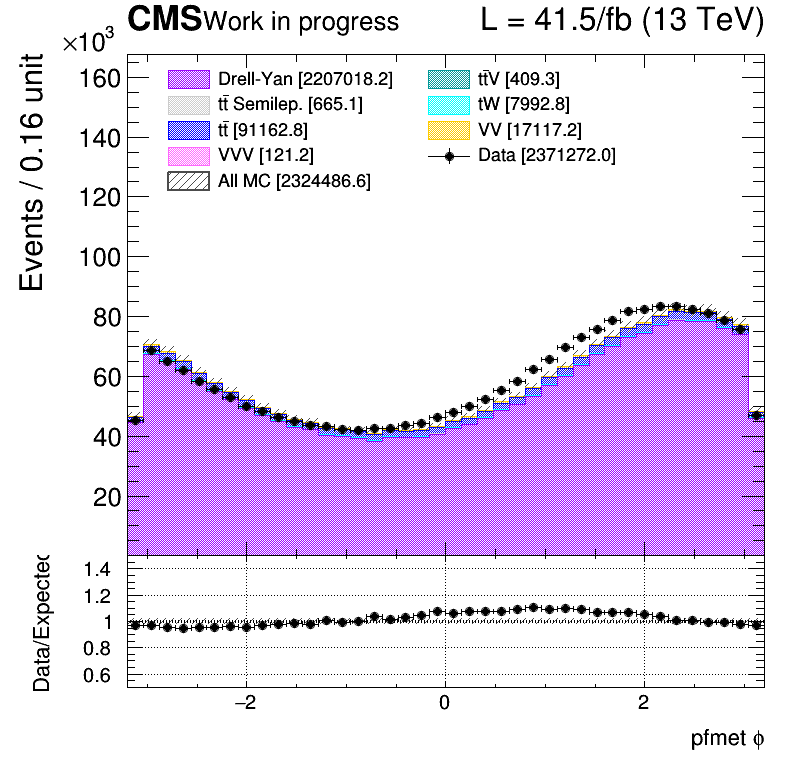 CMS Work in progress L = 41.5/fb (13 TeV)
×10³
Events / 0.16 unit
160
140
120
100
80
60
40
20
Drell-Yan [2207018.2]
tt̄ Semilep. [665.1]
tt̄ [91162.8]
VVV [121.2]
All MC [2324486.6]
tt̄V [409.3]
tW [7992.8]
VV [17117.2]
Data [2371272.0]
Data/Expected
1.4
1.2
1
0.8
0.6
−2 0 2
pfmet ϕ